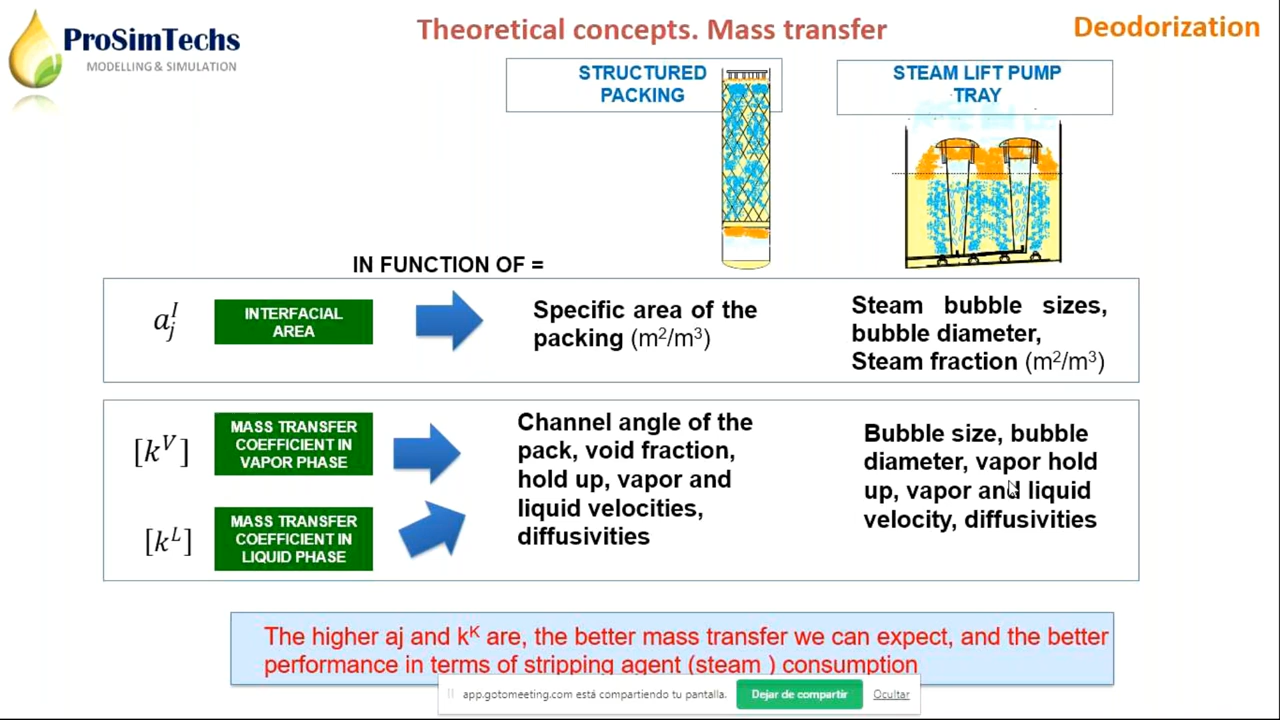 ProSimTechs
MODELLING & SIMULATION
Theoretical concepts. Mass transfer
Deodorization
STRUCTURED
PACKING
STEAM LIFT PUMP
TRAY
IN FUNCTION OF =
a_j^I
INTERFACIAL
AREA
Specific area of the
packing (m²/m³)
Steam bubble sizes,
bubble diameter,
Steam fraction (m²/m³)
[k^V]
MASS TRANSFER
COEFFICIENT IN
VAPOR PHASE
[k^L]
MASS TRANSFER
COEFFICIENT IN
LIQUID PHASE
Channel angle of the
pack, void fraction,
hold up, vapor and
liquid velocities,
diffusivities
Bubble size, bubble
diameter, vapor hold
up, vapor and liquid
velocity, diffusivities
The higher aj and k^K are, the better mass transfer we can expect, and the better
performance in terms of stripping agent (steam ) consumption
app.gotomeeting.com está compartiendo tu pantalla.
Dejar de compartir
Ocultar